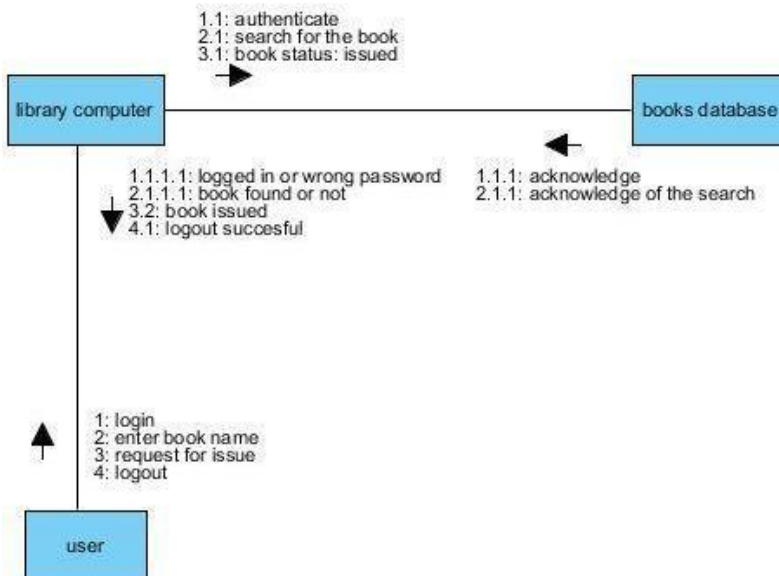 1.1: authenticate
2.1: search for the book
3.1: book status: issued
library computer
books database
1.1.1.1: logged in or wrong password
2.1.1.1: book found or not
3.2: book issued
4.1: logout succesful
1.1.1: acknowledge
2.1.1: acknowledge of the search
1: login
2: enter book name
3: request for issue
4: logout
user